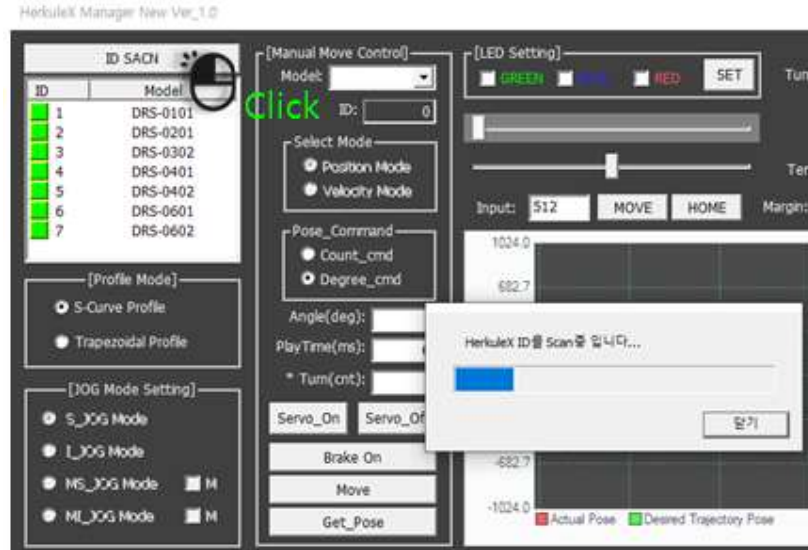 HerkuleX Manager New Ver_1.0
ID SACN
Click
ID Model
1 DRS-0101
2 DRS-0201
3 DRS-0302
4 DRS-0401
5 DRS-0402
6 DRS-0601
7 DRS-0602
[Profile Mode]
S-Curve Profile
Trapezoidal Profile
[JOG Mode Setting]
S_JOG Mode
I_JOG Mode
MS_JOG Mode M
MI_JOG Mode M
[Manual Move Control]
Model:
ID: 0
Select Mode
Position Mode
Velocity Mode
Pose_Command
Count_cmd
Degree_cmd
Angle(deg):
PlayTime(ms):
* Turn(cnt):
Servo_On Servo_Of
Brake On
Move
Get_Pose
[LED Setting]
GREEN BLUE RED SET
Input: 512 MOVE HOME Margin:
1024.0
682.7
-682.7
-1024.0
Actual Pose Desired Trajectory Pose
HerkuleX ID를 Scan중 입니다...
닫기